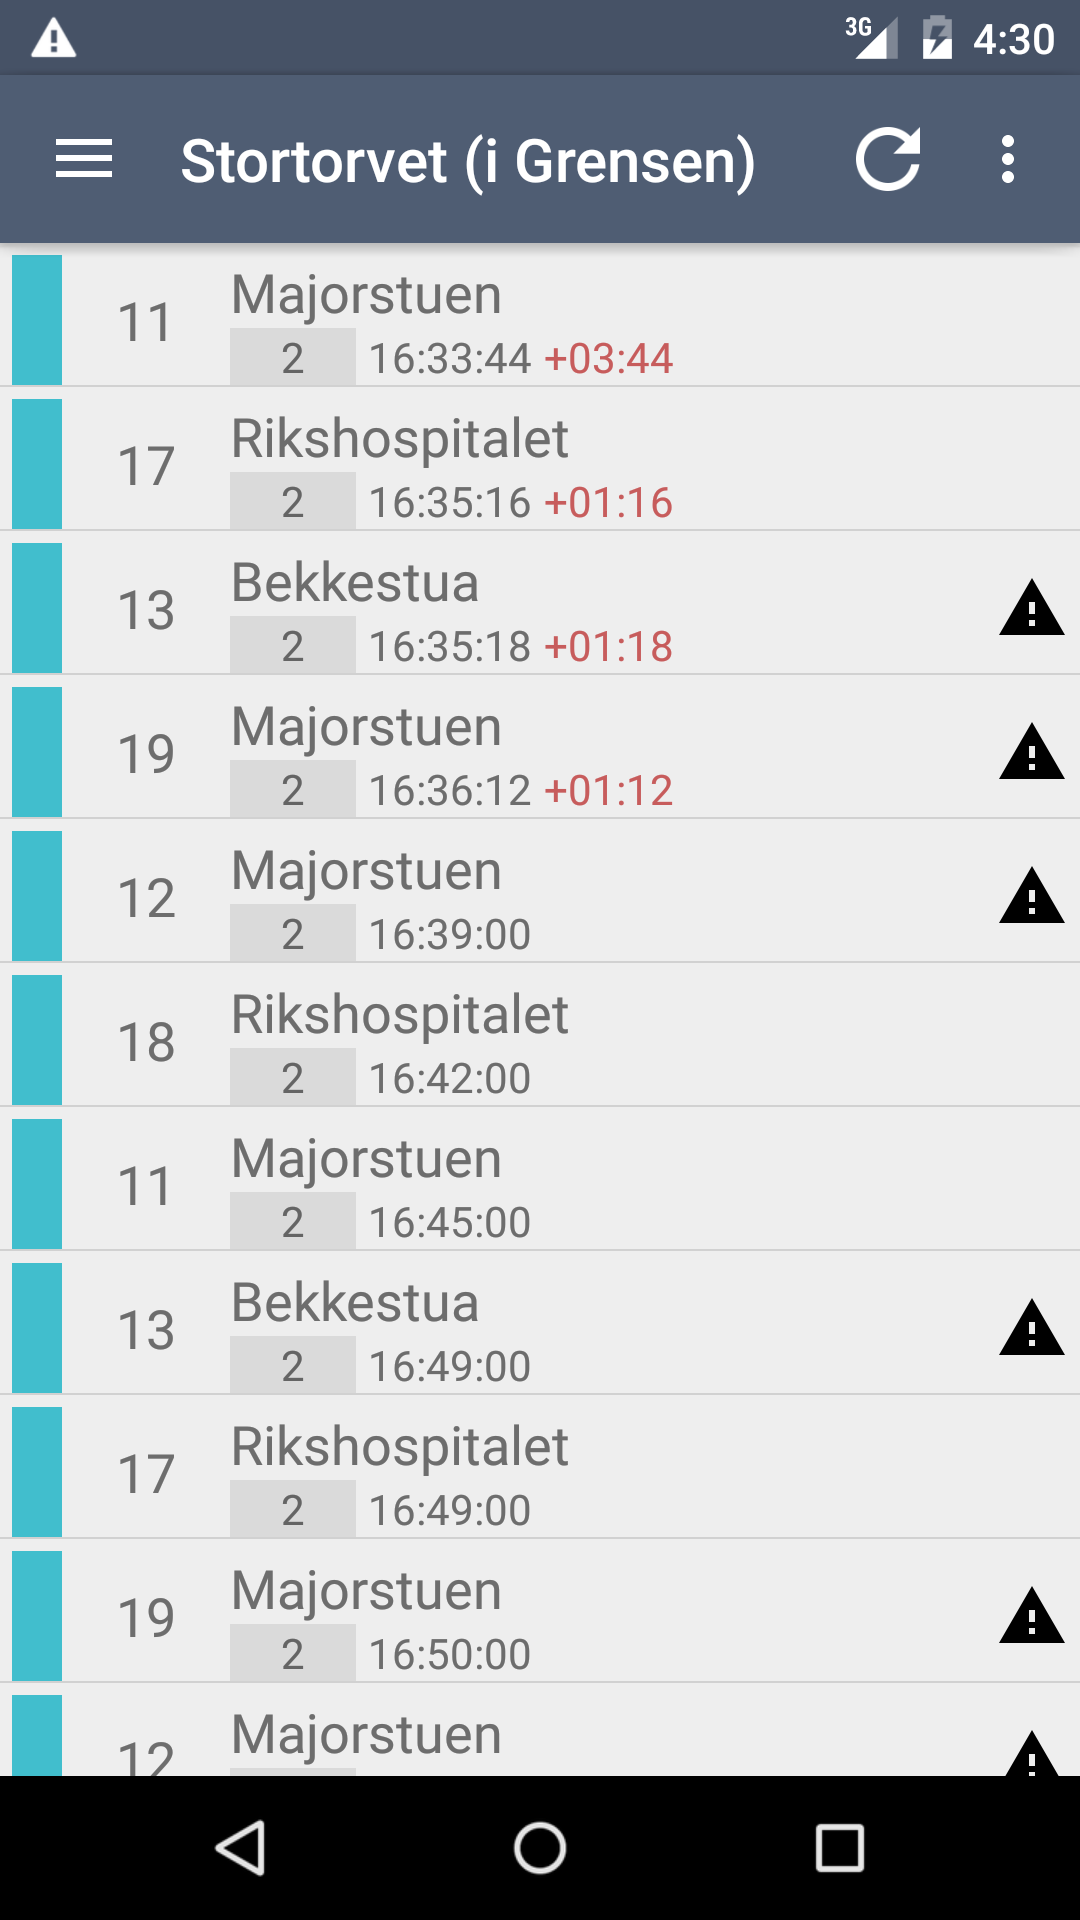 3G 4:30
Stortorvet (i Grensen)
11 Majorstuen
2 16:33:44 +03:44
17 Rikshospitalet
2 16:35:16 +01:16
13 Bekkestua
2 16:35:18 +01:18
19 Majorstuen
2 16:36:12 +01:12
12 Majorstuen
2 16:39:00
18 Rikshospitalet
2 16:42:00
11 Majorstuen
2 16:45:00
13 Bekkestua
2 16:49:00
17 Rikshospitalet
2 16:49:00
19 Majorstuen
2 16:50:00
12 Majorstuen